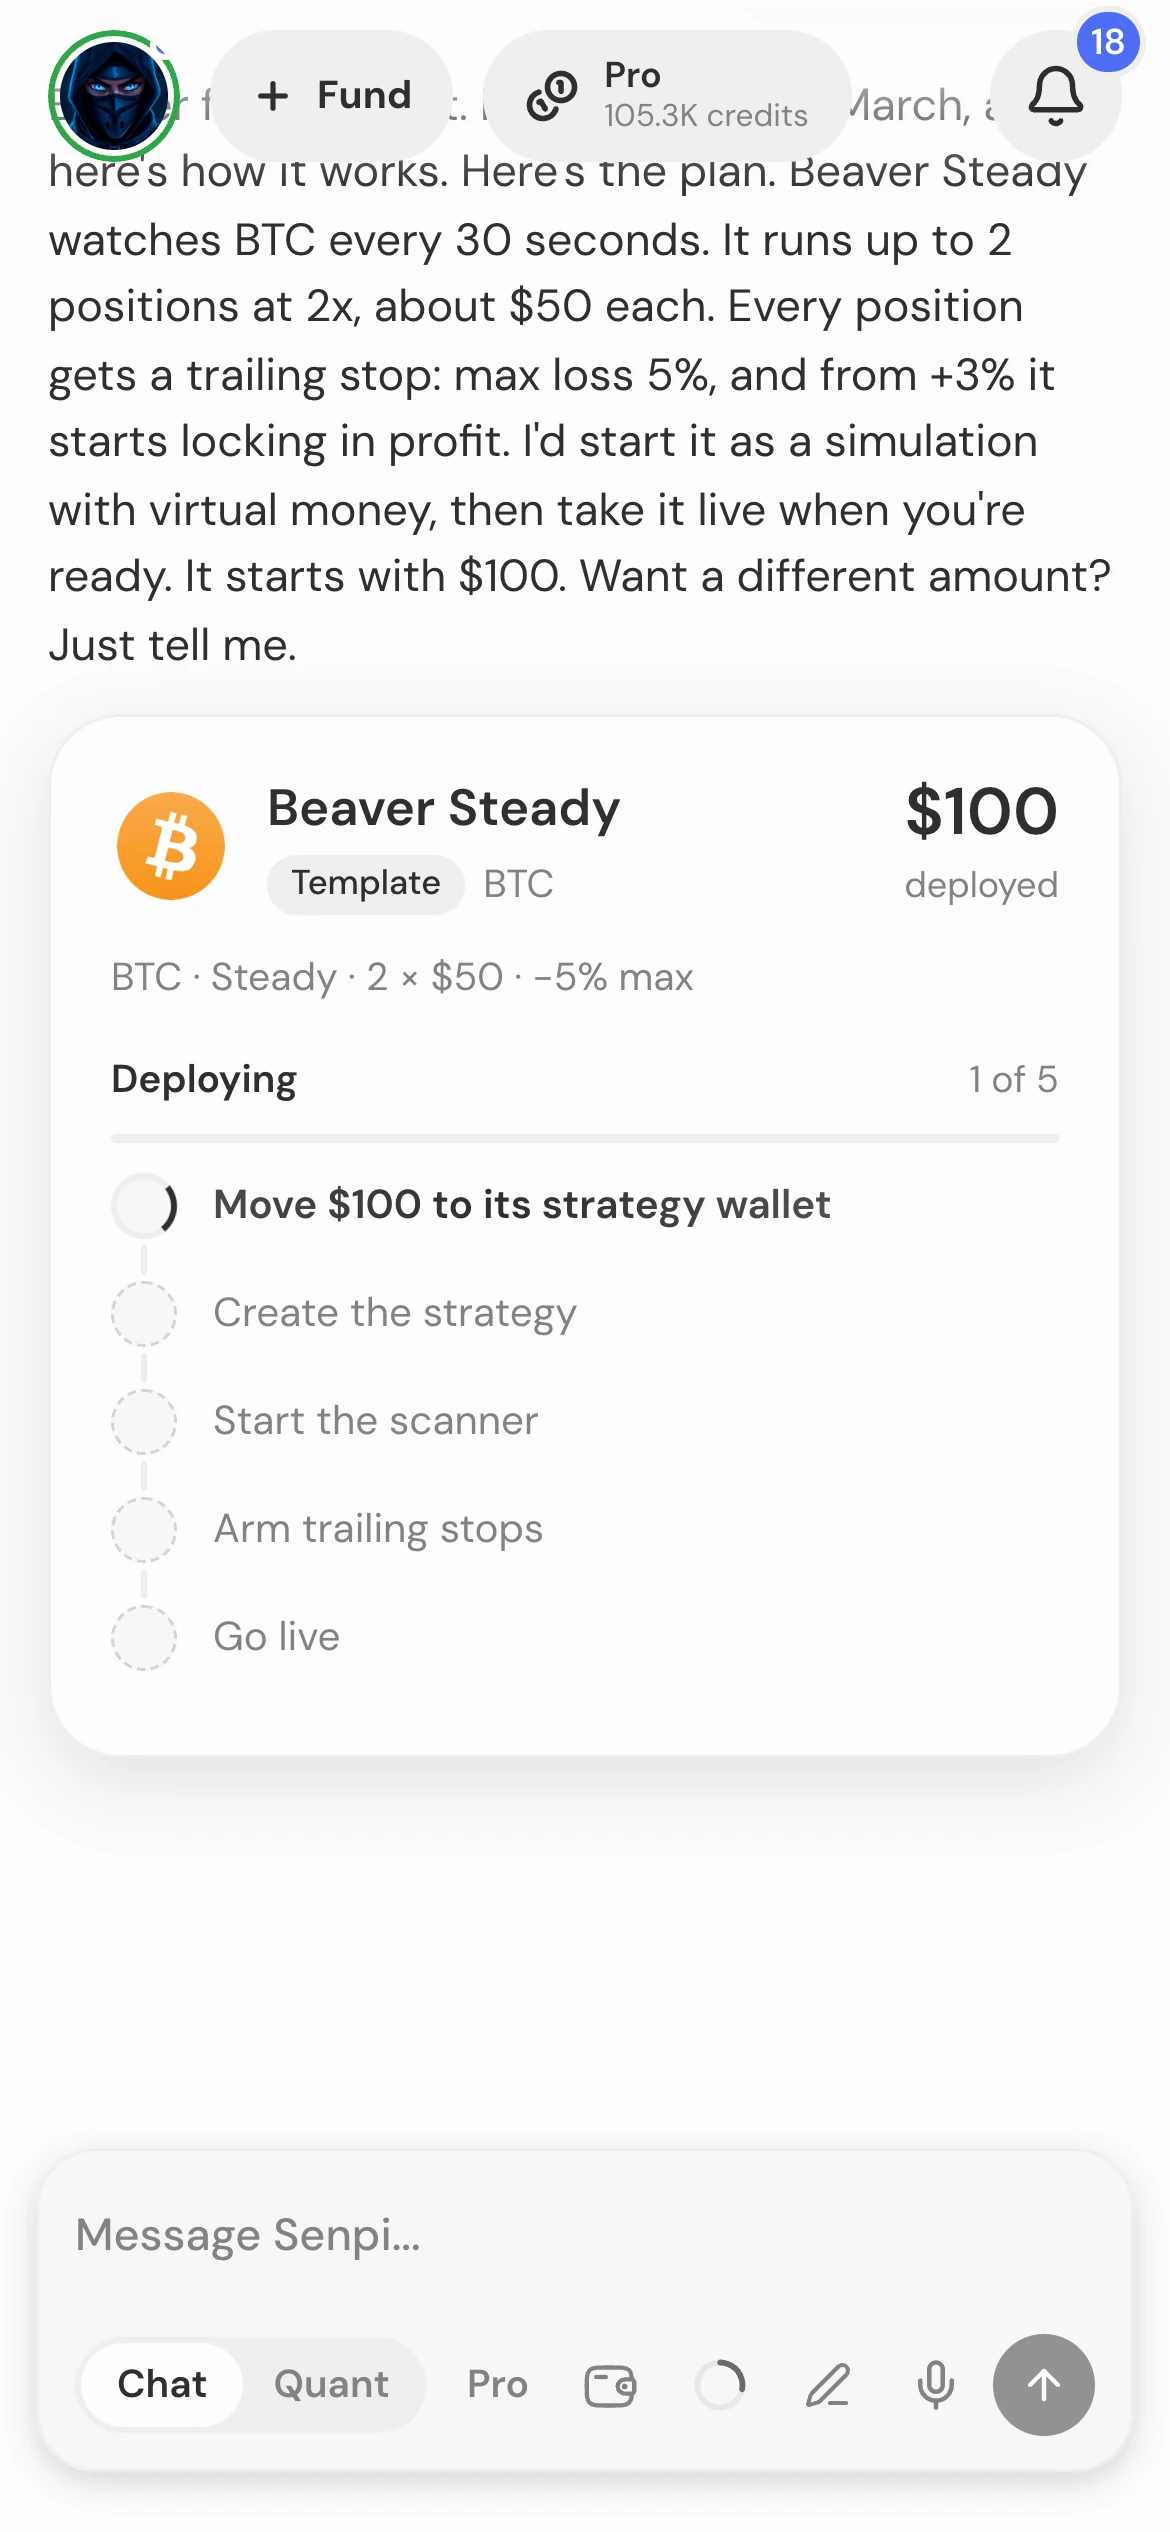 18
+ Fund
Pro
105.3K credits
March,
here's how it works. Here's the plan. Beaver Steady
watches BTC every 30 seconds. It runs up to 2
positions at 2x, about $50 each. Every position
gets a trailing stop: max loss 5%, and from +3% it
starts locking in profit. I'd start it as a simulation
with virtual money, then take it live when you're
ready. It starts with $100. Want a different amount?
Just tell me.
Beaver Steady
$100
Template BTC
deployed
BTC · Steady · 2 × $50 · -5% max
Deploying
1 of 5
Move $100 to its strategy wallet
Create the strategy
Start the scanner
Arm trailing stops
Go live
Message Senpi...
Chat Quant Pro